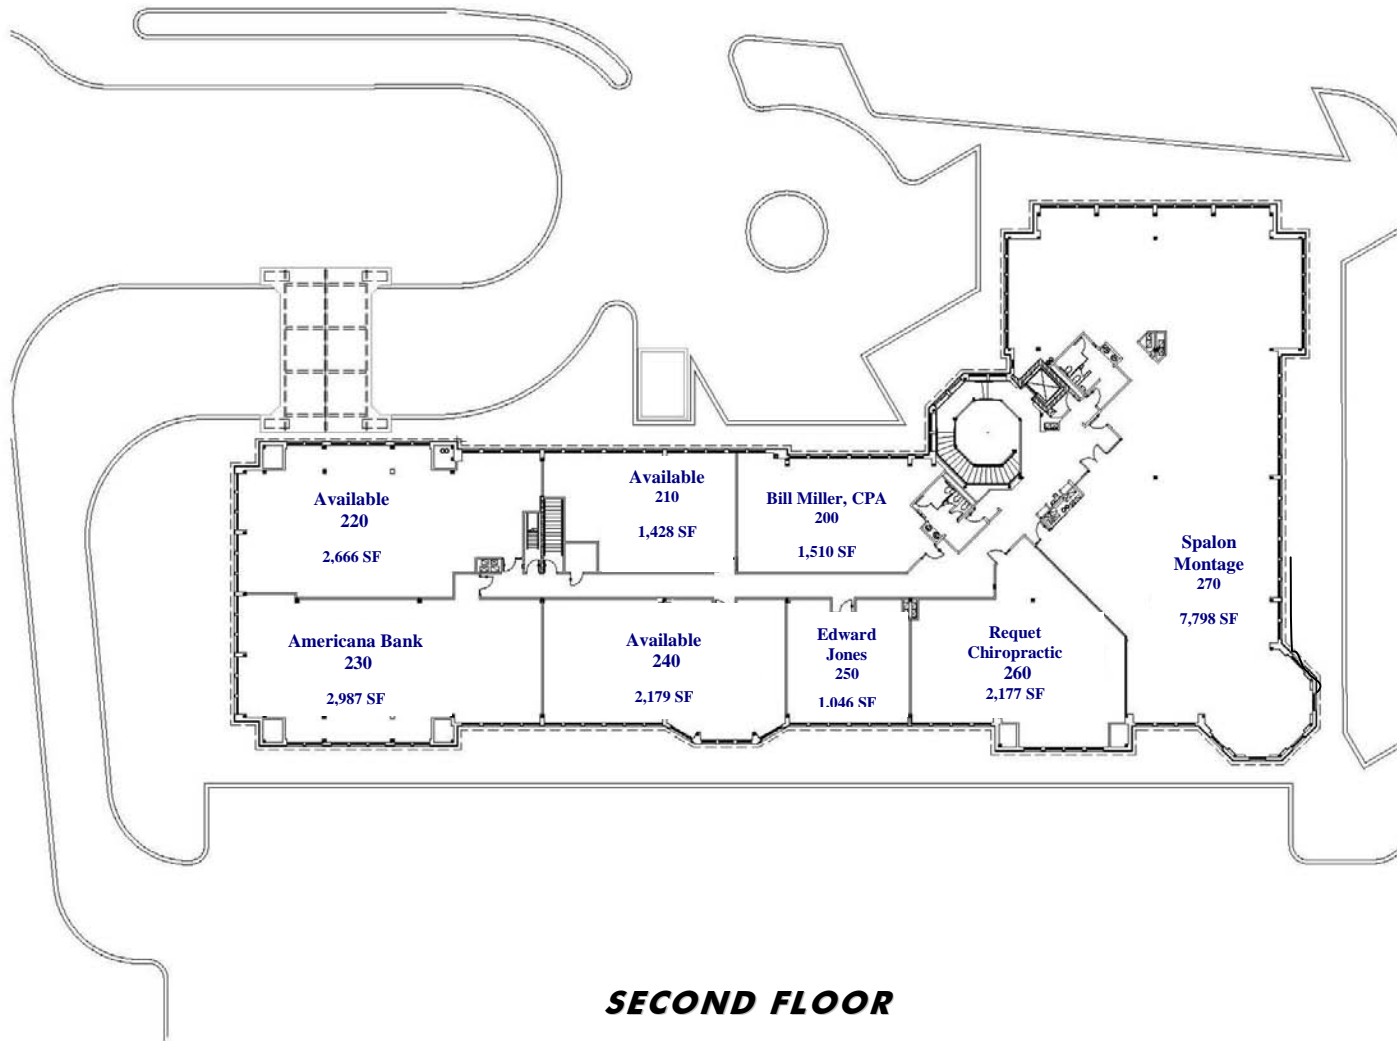 Available
220
2,666 SF
Available
210
1,428 SF
Bill Miller, CPA
200
1,510 SF
Spalon
Montage
270
7,798 SF
Americana Bank
230
2,987 SF
Available
240
2,179 SF
Edward
Jones
250
1,046 SF
Requet
Chiropractic
260
2,177 SF
SECOND FLOOR